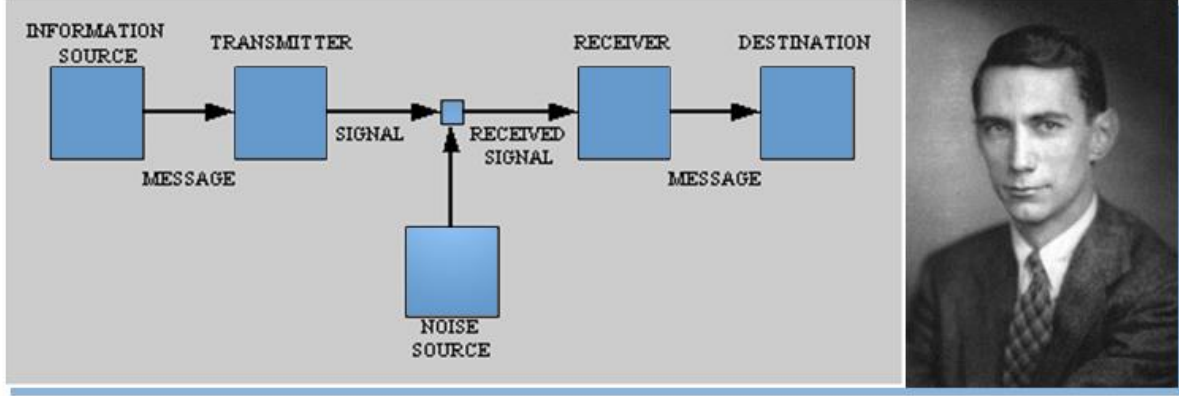 INFORMATION
SOURCE
TRANSMITTER
RECEIVER
DESTINATION
SIGNAL
RECEIVED
SIGNAL
MESSAGE
MESSAGE
NOISE
SOURCE